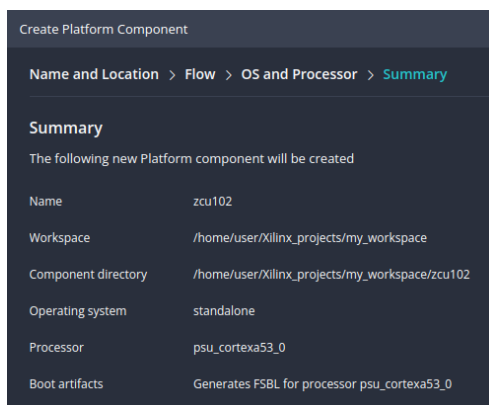 Create Platform Component
Name and Location > Flow > OS and Processor > Summary
Summary
The following new Platform component will be created
Name zcu102
Workspace /home/user/Xilinx_projects/my_workspace
Component directory /home/user/Xilinx_projects/my_workspace/zcu102
Operating system standalone
Processor psu_cortexa53_0
Boot artifacts Generates FSBL for processor psu_cortexa53_0